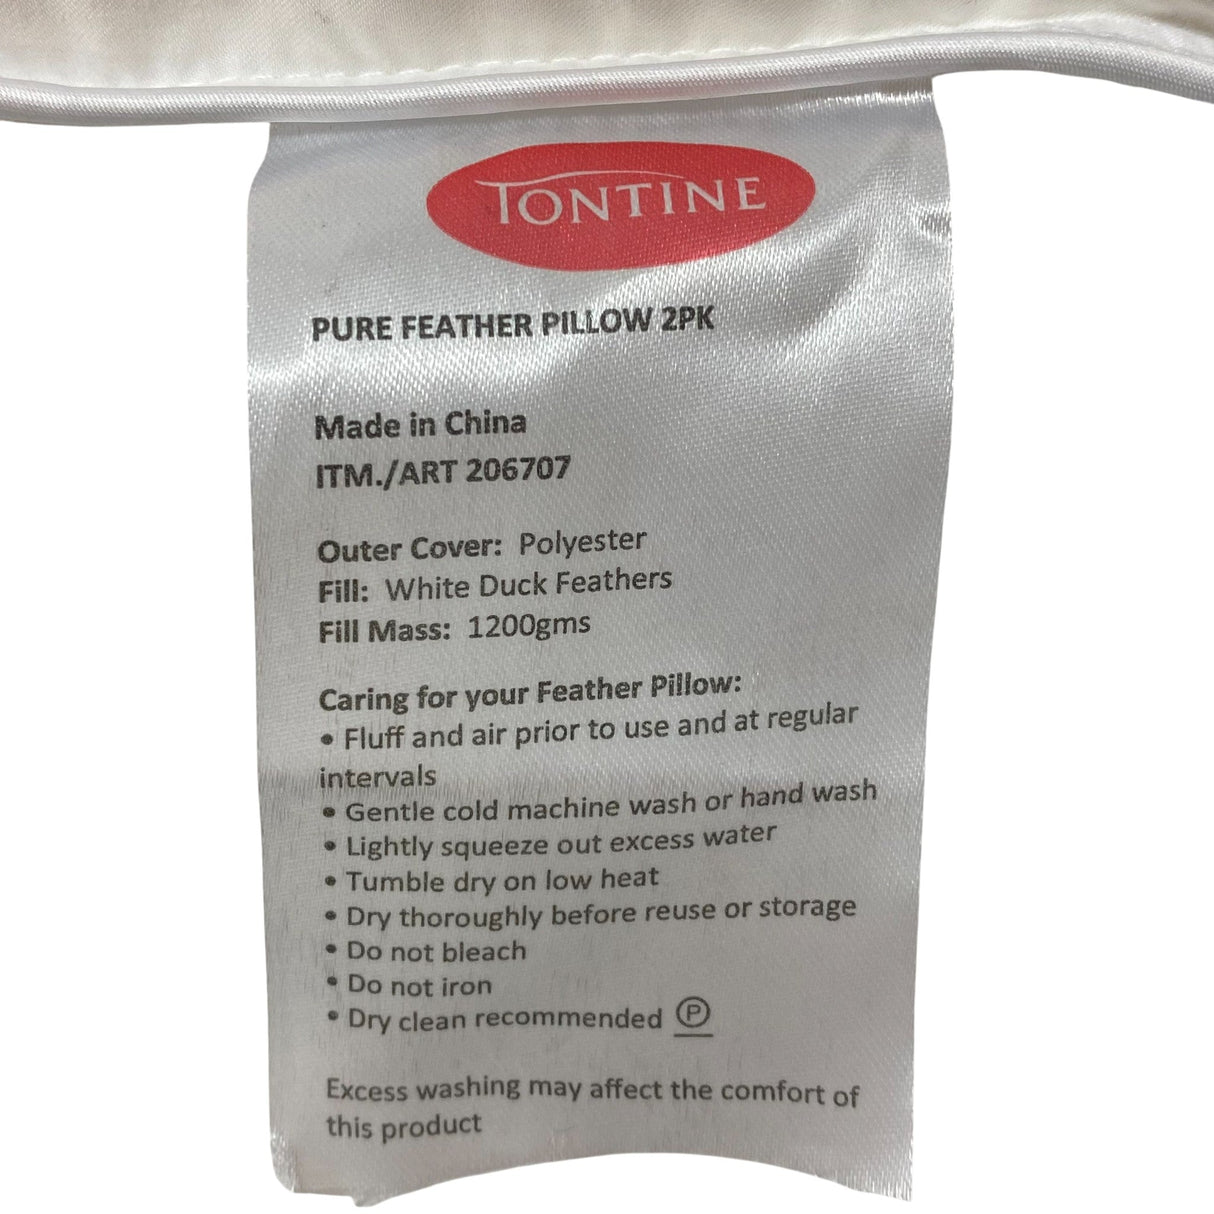 TONTINE
PURE FEATHER PILLOW 2PK
Made in China
ITM./ART 206707
Outer Cover: Polyester
Fill: White Duck Feathers
Fill Mass: 1200gms
Caring for your Feather Pillow:
• Fluff and air prior to use and at regular
intervals
• Gentle cold machine wash or hand wash
• Lightly squeeze out excess water
• Tumble dry on low heat
• Dry thoroughly before reuse or storage
• Do not bleach
• Do not iron
• Dry clean recommended Ⓟ
Excess washing may affect the comfort of
this product